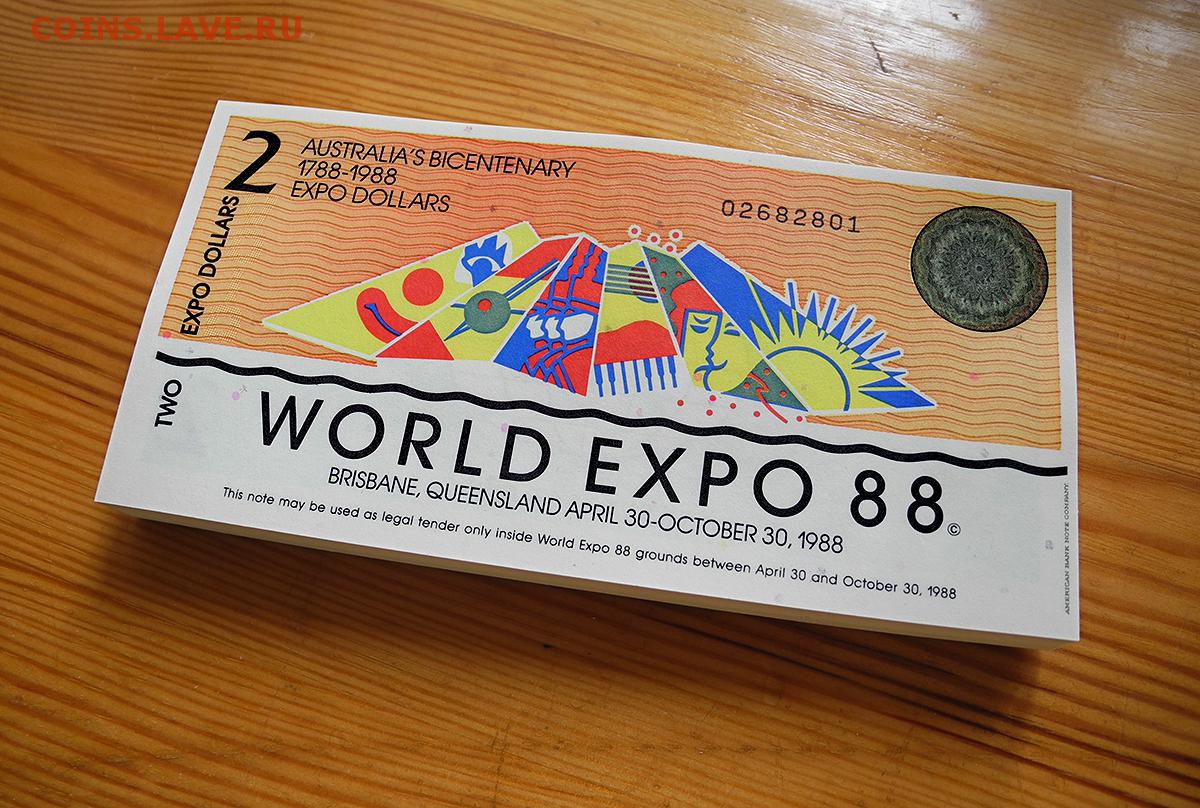 COINS.LAVE.RU
2
AUSTRALIA'S BICENTENARY
1788-1988
EXPO DOLLARS
02682801
EXPO DOLLARS
TWO
WORLD EXPO 88 ©
BRISBANE, QUEENSLAND APRIL 30-OCTOBER 30, 1988
This note may be used as legal tender only inside World Expo 88 grounds between April 30 and October 30, 1988
AMERICAN BANK NOTE COMPANY.